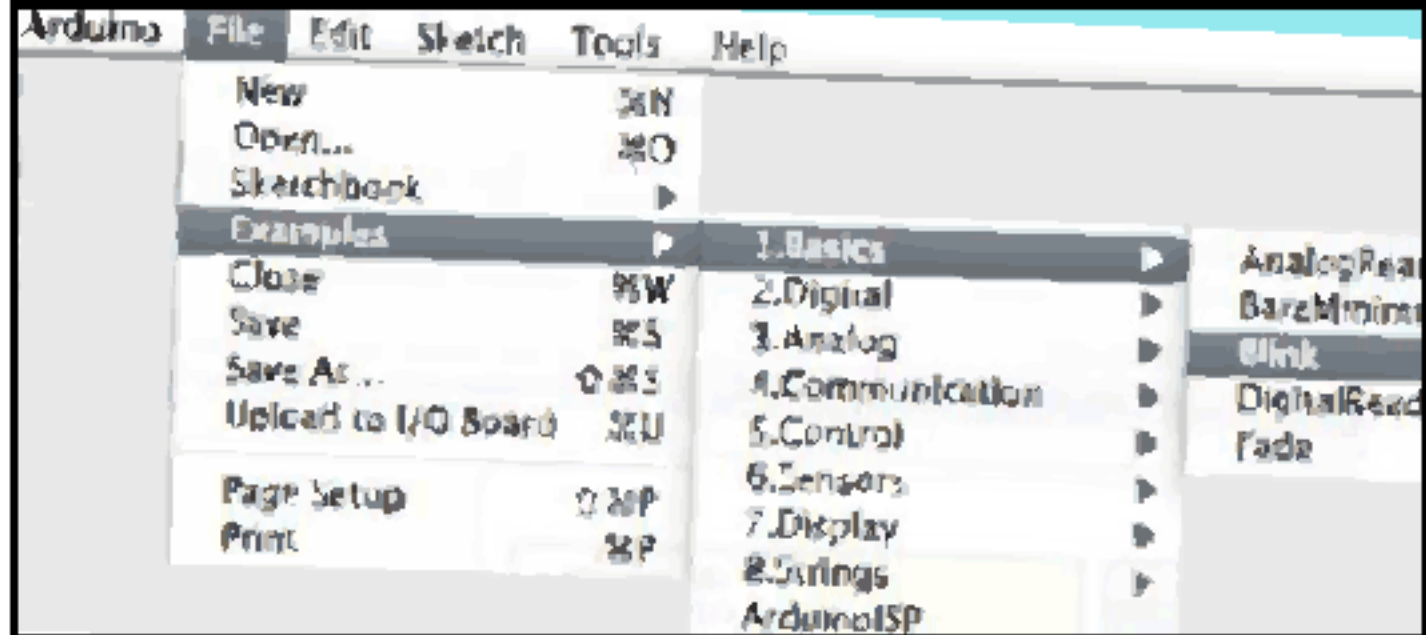 Arduino File Edit Sketch Tools Help
New ⌘N
Open... ⌘O
Sketchbook
Examples
Close ⌘W
Save ⌘S
Save As... ⇧⌘S
Upload to I/O Board ⌘U
Page Setup ⇧⌘P
Print ⌘P
1.Basics
2.Digital
3.Analog
4.Communication
5.Control
6.Sensors
7.Display
8.Strings
ArduinoISP
AnalogRea
BareMinim
Blink
DigitalRead
Fade